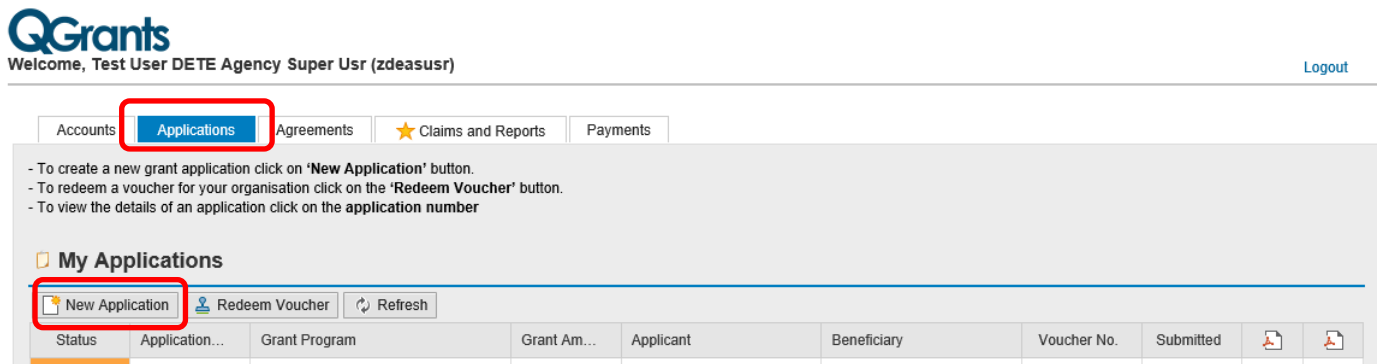 QGrants
Welcome, Test User DETE Agency Super Usr (zdeasusr)
Logout
Accounts Applications Agreements Claims and Reports Payments
- To create a new grant application click on ‘New Application’ button.
- To redeem a voucher for your organisation click on the ‘Redeem Voucher’ button.
- To view the details of an application click on the application number
My Applications
New Application Redeem Voucher Refresh
Status Application... Grant Program Grant Am... Applicant Beneficiary Voucher No. Submitted